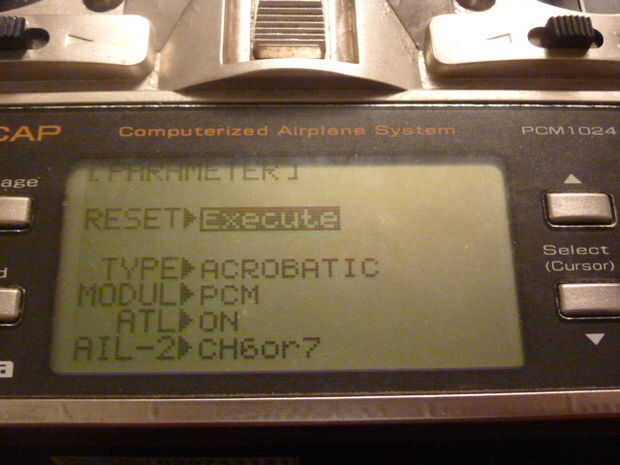 CAP Computerized Airplane System PCM1024
age
[PARAMETER]
RESET▶Execute
Select
(Cursor)
TYPE▶ACROBATIC
MODUL▶PCM
ATL▶ON
AIL-2▶CH6or7
a